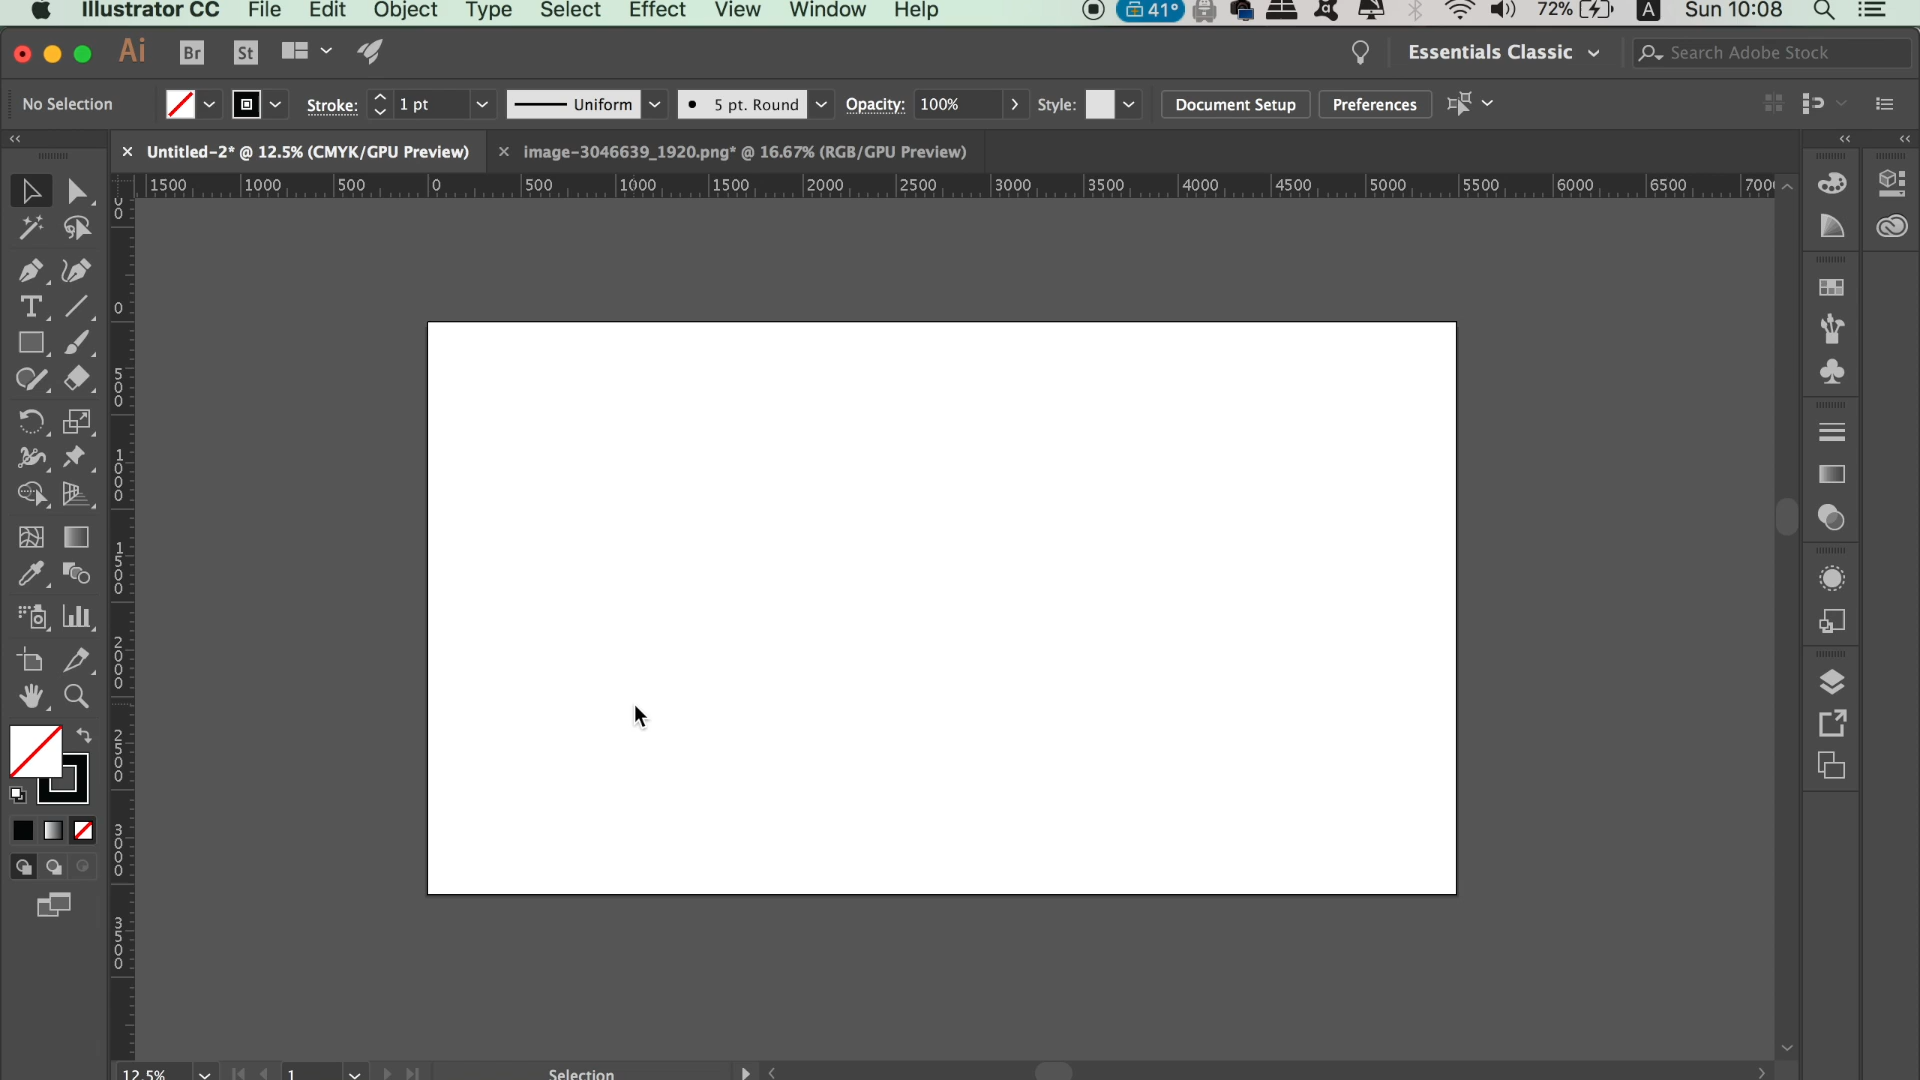 Illustrator CC File Edit Object Type Select Effect View Window Help 41° 72% A Sun 10:08
Ai Br St Essentials Classic Search Adobe Stock
No Selection Stroke: 1 pt Uniform 5 pt. Round Opacity: 100% Style: Document Setup Preferences
Untitled-2* @ 12.5% (CMYK/GPU Preview) image-3046639_1920.png* @ 16.67% (RGB/GPU Preview)
1500 1000 500 0 500 1000 1500 2000 2500 3000 3500 4000 4500 5000 5500 6000 6500 700
0
0
500
1000
1500
2000
2500
3000
3500
12.5% 1 Selection